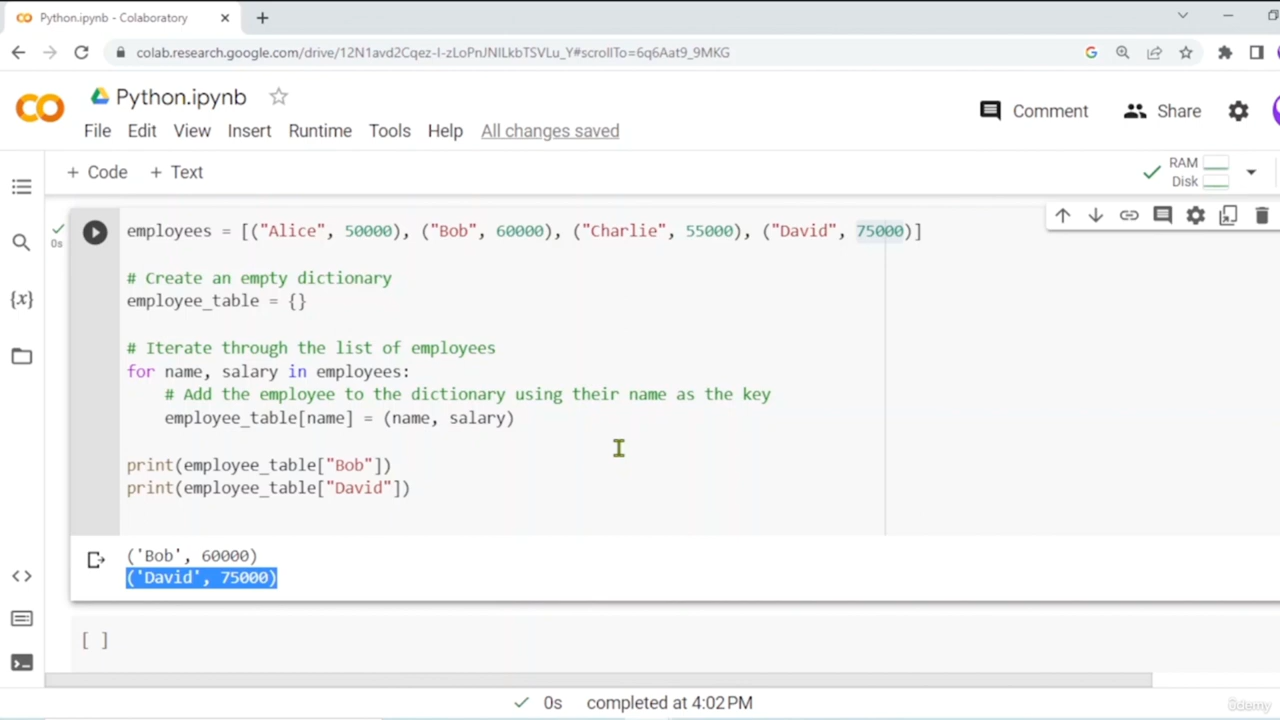 Python.ipynb - Colaboratory
colab.research.google.com/drive/12N1avd2Cqez-I-zLoPnJNILkbTSVLu_Y#scrollTo=6q6Aat9_9MKG
Python.ipynb
Comment Share
File Edit View Insert Runtime Tools Help All changes saved
+ Code + Text
RAM
Disk
0s
employees = [("Alice", 50000), ("Bob", 60000), ("Charlie", 55000), ("David", 75000)]
# Create an empty dictionary
employee_table = {}
# Iterate through the list of employees
for name, salary in employees:
    # Add the employee to the dictionary using their name as the key
    employee_table[name] = (name, salary)
print(employee_table["Bob"])
print(employee_table["David"])
('Bob', 60000)
('David', 75000)
[ ]
0s completed at 4:02 PM
ûdemy